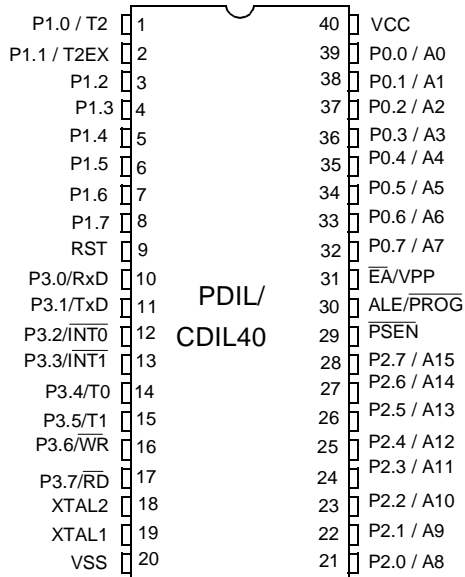 P1.0 / T2 1 40 VCC
P1.1 / T2EX 2 39 P0.0 / A0
P1.2 3 38 P0.1 / A1
P1.3 4 37 P0.2 / A2
P1.4 5 36 P0.3 / A3
P1.5 6 35 P0.4 / A4
P1.6 7 34 P0.5 / A5
P1.7 8 33 P0.6 / A6
RST 9 32 P0.7 / A7
P3.0/RxD 10 31 E̅A̅/VPP
P3.1/TxD 11 PDIL/ 30 ALE/P̅R̅O̅G̅
P3.2/I̅N̅T̅0̅ 12 CDIL40 29 P̅S̅E̅N̅
P3.3/I̅N̅T̅1̅ 13 28 P2.7 / A15
P3.4/T0 14 27 P2.6 / A14
P3.5/T1 15 26 P2.5 / A13
P3.6/W̅R̅ 16 25 P2.4 / A12
P3.7/R̅D̅ 17 24 P2.3 / A11
XTAL2 18 23 P2.2 / A10
XTAL1 19 22 P2.1 / A9
VSS 20 21 P2.0 / A8